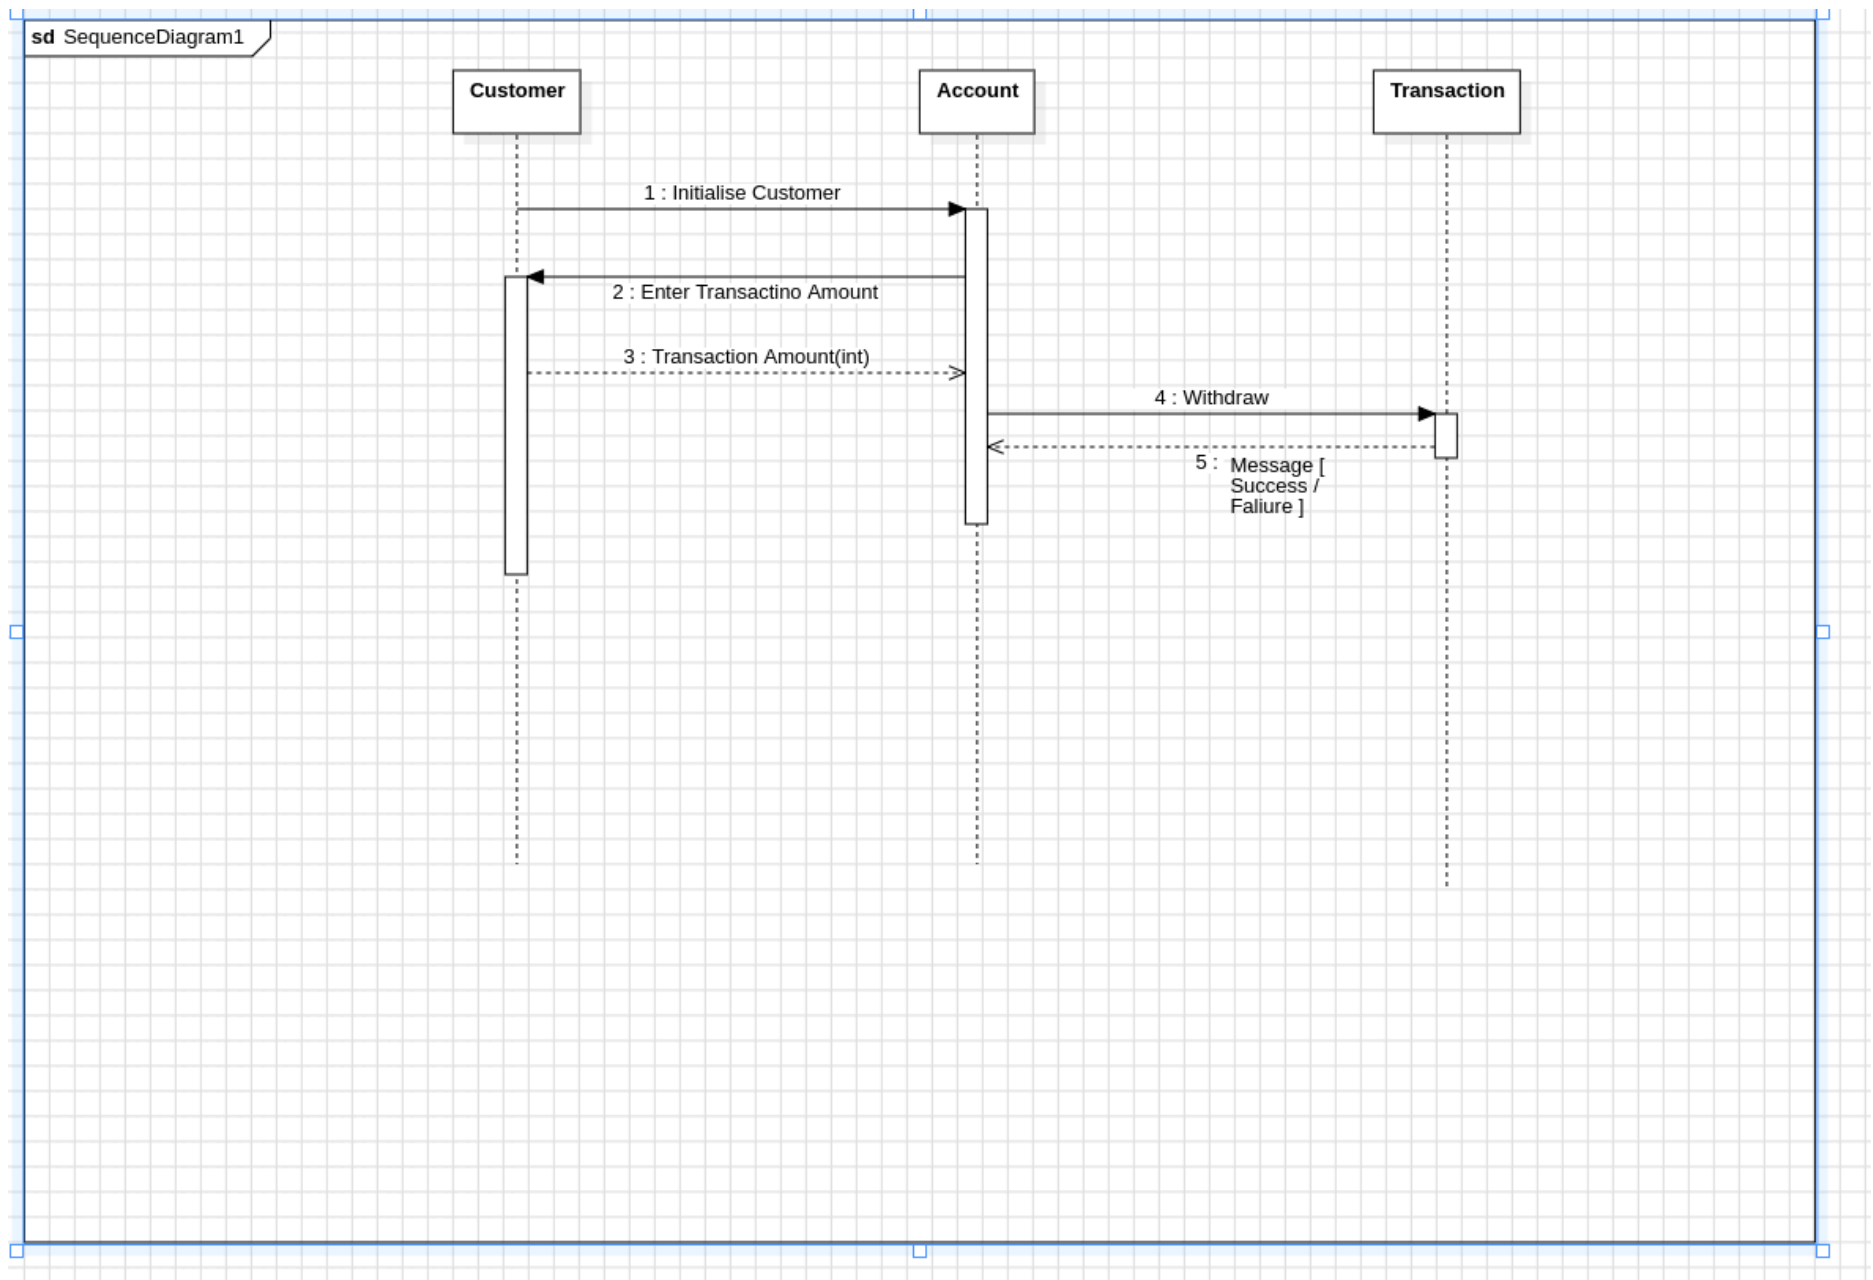 sd SequenceDiagram1
Customer
Account
Transaction
1 : Initialise Customer
2 : Enter Transactino Amount
3 : Transaction Amount(int)
4 : Withdraw
5 : Message [
Success /
Faliure ]